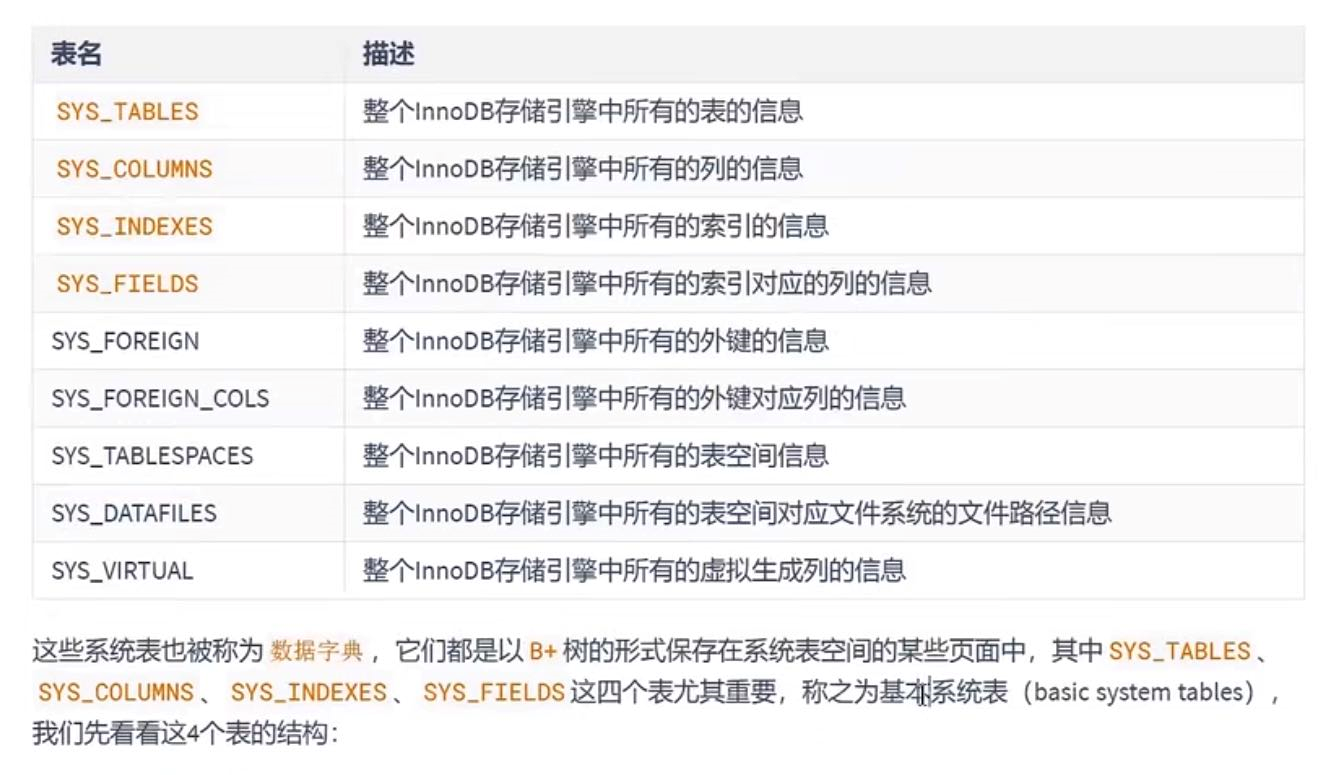 表名 描述
SYS_TABLES 整个InnoDB存储引擎中所有的表的信息
SYS_COLUMNS 整个InnoDB存储引擎中所有的列的信息
SYS_INDEXES 整个InnoDB存储引擎中所有的索引的信息
SYS_FIELDS 整个InnoDB存储引擎中所有的索引对应的列的信息
SYS_FOREIGN 整个InnoDB存储引擎中所有的外键的信息
SYS_FOREIGN_COLS 整个InnoDB存储引擎中所有的外键对应列的信息
SYS_TABLESPACES 整个InnoDB存储引擎中所有的表空间信息
SYS_DATAFILES 整个InnoDB存储引擎中所有的表空间对应文件系统的文件路径信息
SYS_VIRTUAL 整个InnoDB存储引擎中所有的虚拟生成列的信息
这些系统表也被称为 数据字典 ，它们都是以 B+ 树的形式保存在系统表空间的某些页面中，其中 SYS_TABLES 、
SYS_COLUMNS 、 SYS_INDEXES 、 SYS_FIELDS 这四个表尤其重要，称之为基本系统表（basic system tables），
我们先看看这4个表的结构：